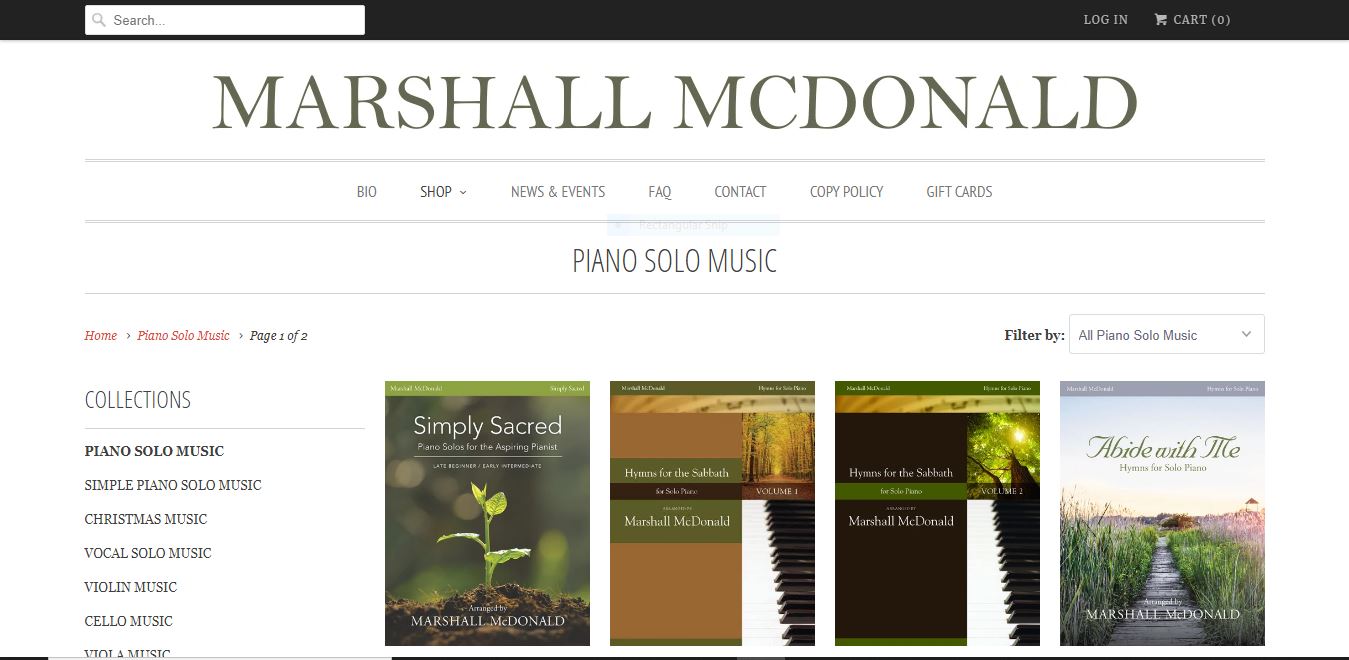 Search...
LOG IN
CART (0)
MARSHALL MCDONALD
BIO
SHOP
NEWS & EVENTS
FAQ
CONTACT
COPY POLICY
GIFT CARDS
Rectangular Snip
PIANO SOLO MUSIC
Home › Piano Solo Music › Page 1 of 2
Filter by:
All Piano Solo Music
COLLECTIONS
PIANO SOLO MUSIC
SIMPLE PIANO SOLO MUSIC
CHRISTMAS MUSIC
VOCAL SOLO MUSIC
VIOLIN MUSIC
CELLO MUSIC
VIOLA MUSIC
Marshall McDonald
Simply Sacred
Simply Sacred
Piano Solos for the Aspiring Pianist
LATE BEGINNER / EARLY INTERMEDIATE
Arranged by
MARSHALL McDONALD
Marshall McDonald
Hymns for Solo Piano
Hymns for the Sabbath
for Solo Piano
VOLUME 1
ARRANGED BY
Marshall McDonald
Marshall McDonald
Hymns for Solo Piano
Hymns for the Sabbath
for Solo Piano
VOLUME 2
ARRANGED BY
Marshall McDonald
Marshall McDonald
Hymns for Solo Piano
Abide with Me
Hymns for Solo Piano
Arranged by
MARSHALL McDONALD